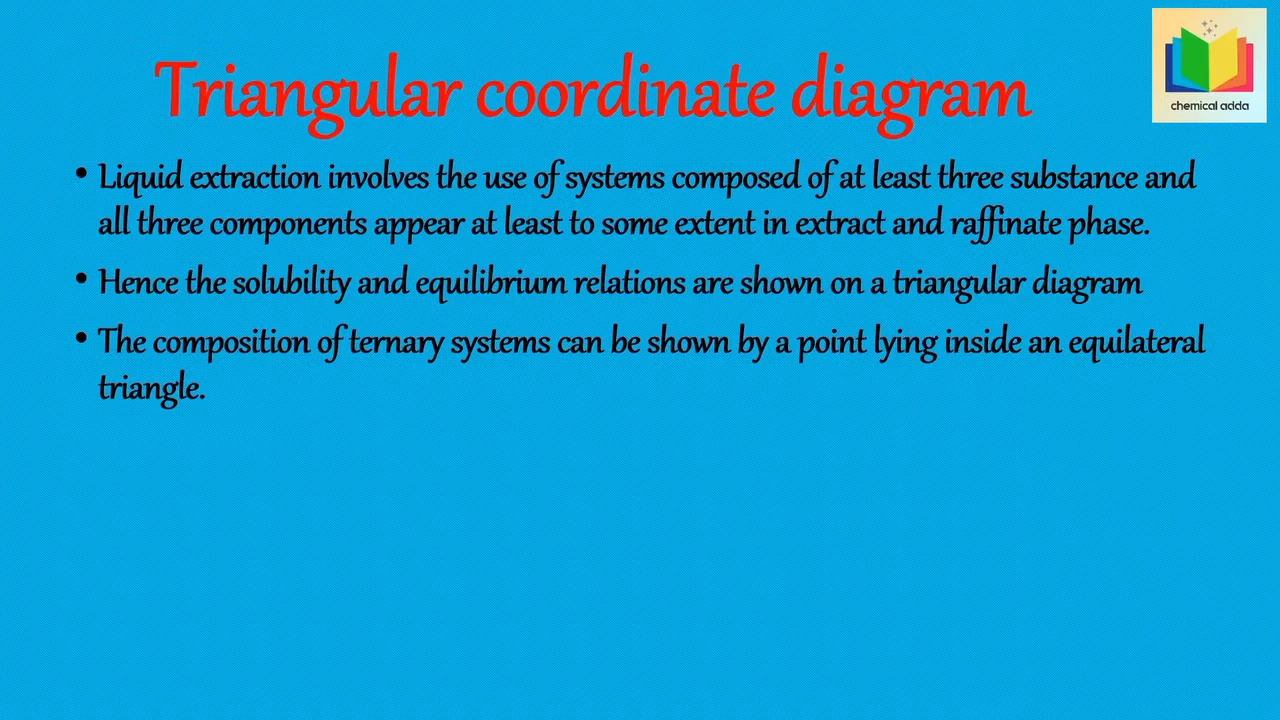 Triangular coordinate diagram
chemical adda
• Liquid extraction involves the use of systems composed of at least three substance and
all three components appear at least to some extent in extract and raffinate phase.
• Hence the solubility and equilibrium relations are shown on a triangular diagram
• The composition of ternary systems can be shown by a point lying inside an equilateral
triangle.